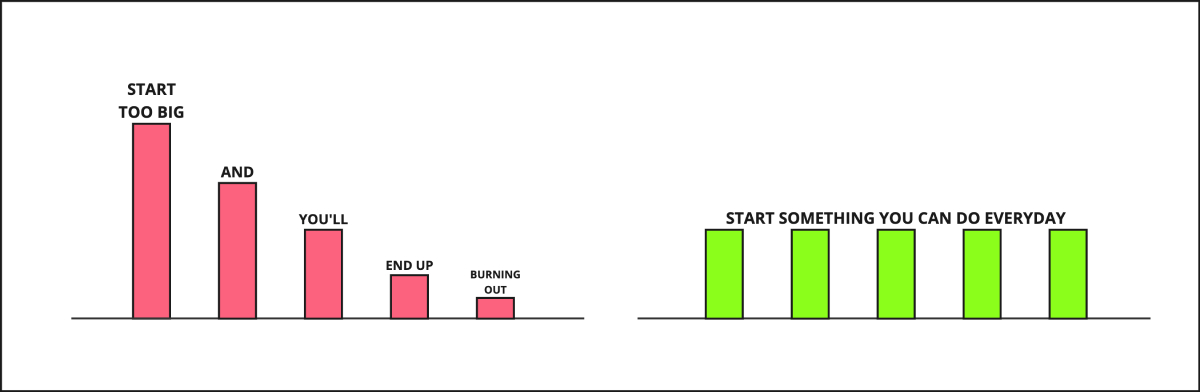 START
TOO BIG
AND
YOU'LL
END UP
BURNING
OUT
START SOMETHING YOU CAN DO EVERYDAY